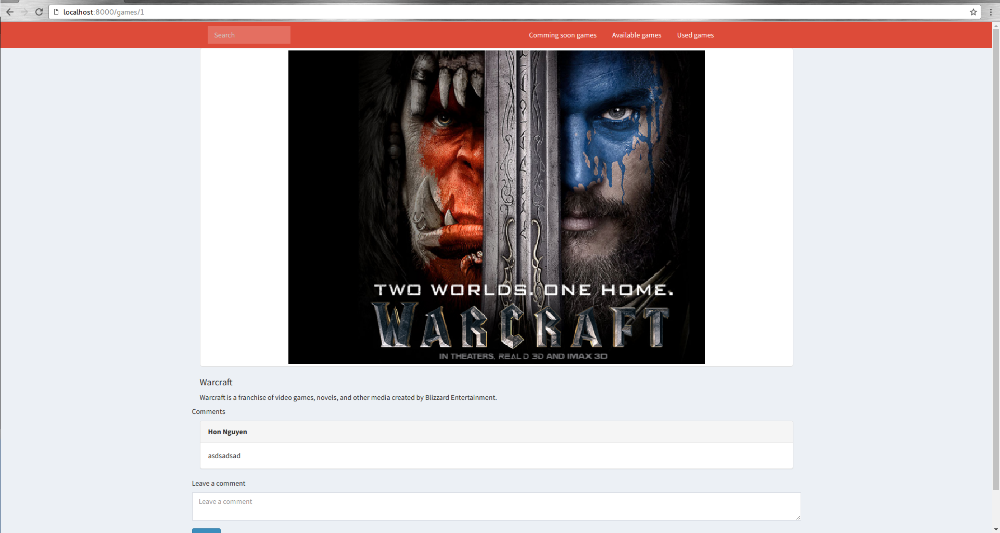 localhost:8000/games/1
Search
Comming soon games
Available games
Used games
TWO WORLDS. ONE HOME.
WARCRAFT
IN THEATERS, REAL D 3D AND IMAX 3D
Warcraft
Warcraft is a franchise of video games, novels, and other media created by Blizzard Entertainment.
Comments
Hon Nguyen
asdsadsad
Leave a comment
Leave a comment